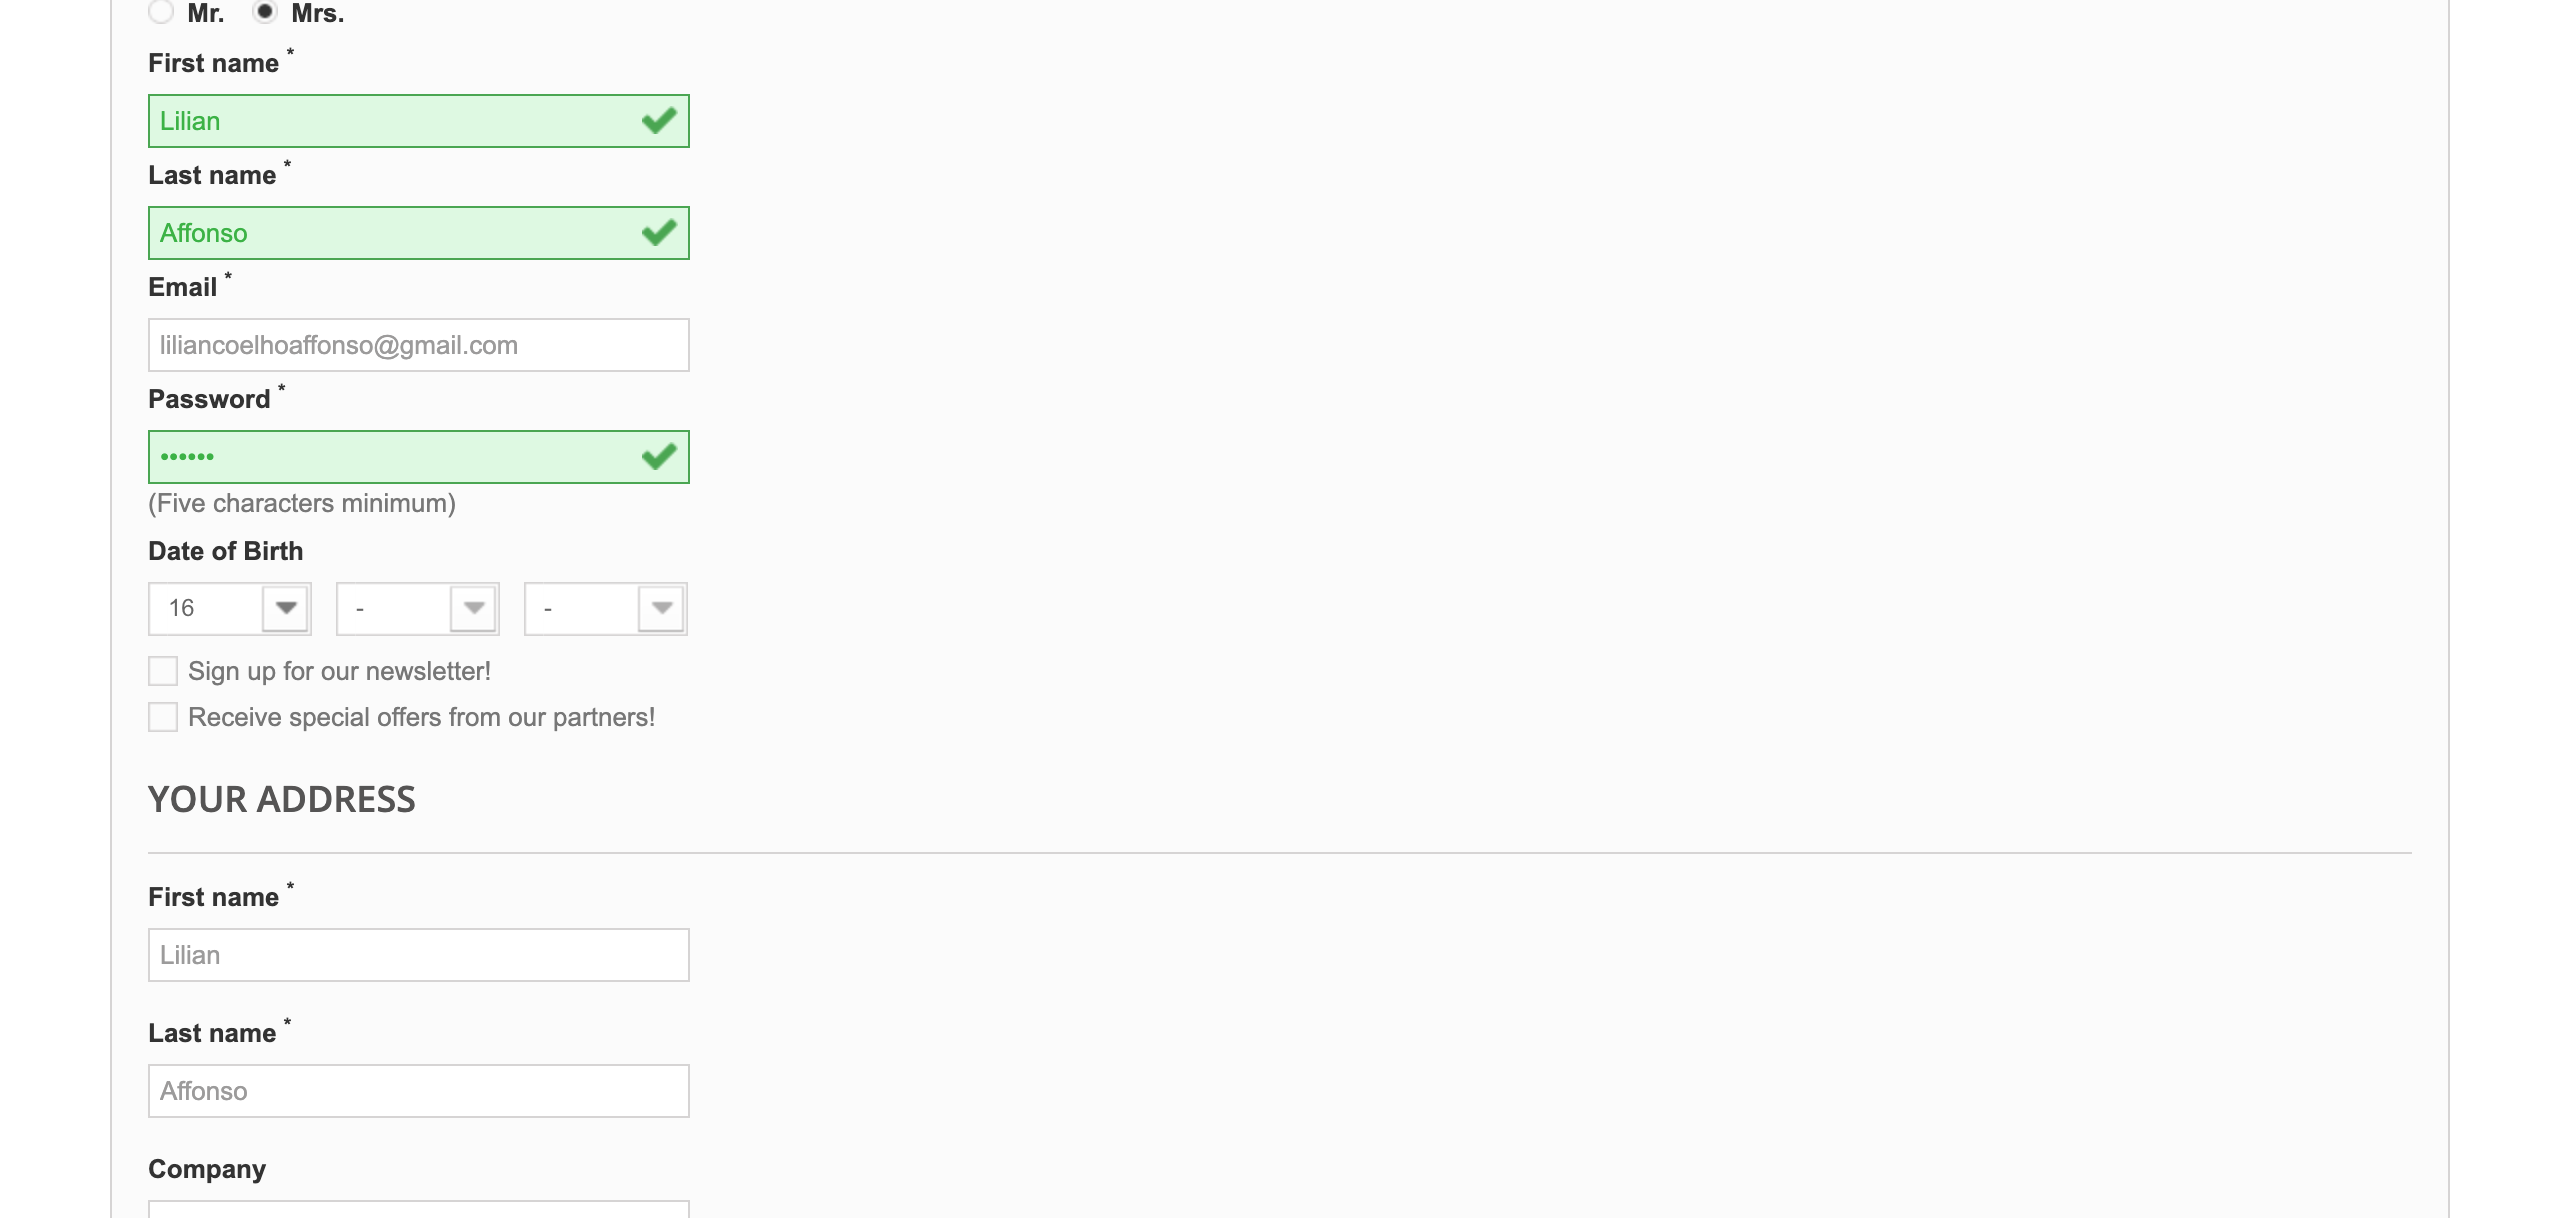 Mr. Mrs.
First name *
Lilian
Last name *
Affonso
Email *
liliancoelhoaffonso@gmail.com
Password *
••••••
(Five characters minimum)
Date of Birth
16 - -
Sign up for our newsletter!
Receive special offers from our partners!
YOUR ADDRESS
First name *
Lilian
Last name *
Affonso
Company